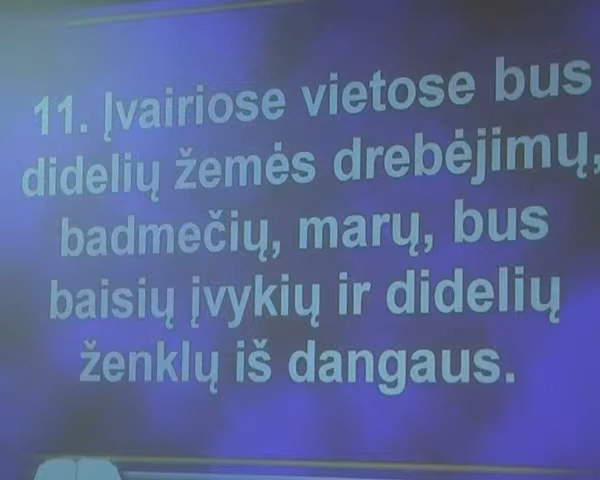 11. Įvairiose vietose bus
didelių žemės drebėjimų,
badmečių, marų, bus
baisių įvykių ir didelių
ženklų iš dangaus.